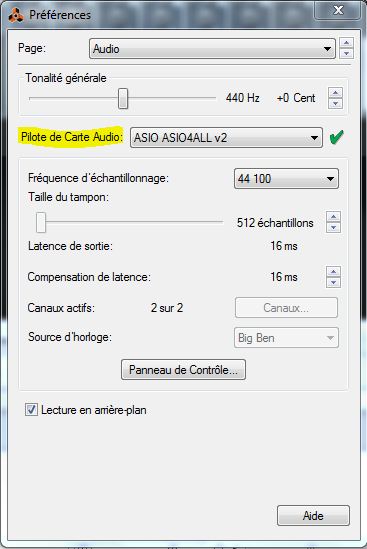 Préférences
Page: Audio
Tonalité générale
440 Hz +0 Cent
Pilote de Carte Audio: ASIO ASIO4ALL v2
Fréquence d'échantillonnage: 44 100
Taille du tampon:
512 échantillons
Latence de sortie: 16 ms
Compensation de latence: 16 ms
Canaux actifs: 2 sur 2 Canaux...
Source d'horloge: Big Ben
Panneau de Contrôle...
Lecture en arrière-plan
Aide